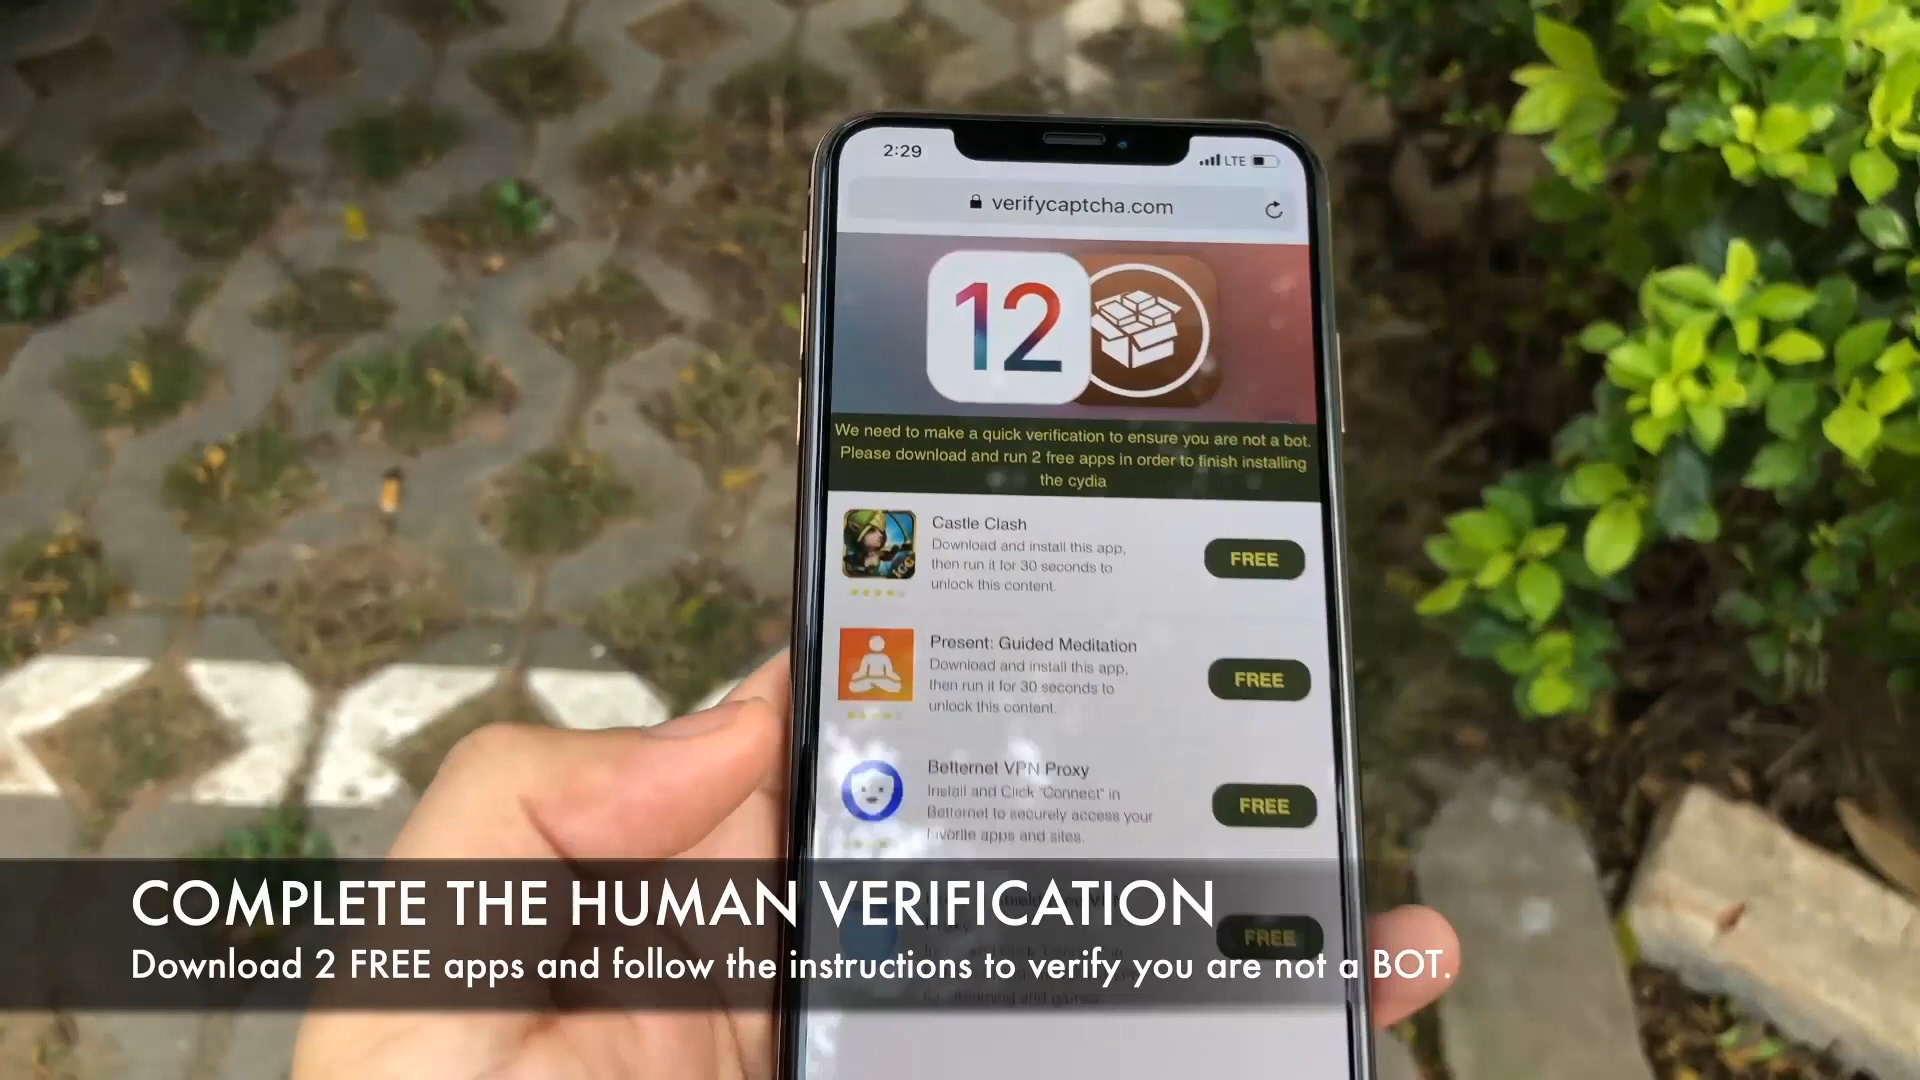 2:29
LTE
verifycaptcha.com
12
We need to make a quick verification to ensure you are not a bot.
Please download and run 2 free apps in order to finish installing
the cydia
Castle Clash
Download and install this app,
then run it for 30 seconds to
unlock this content.
FREE
Present: Guided Meditation
Download and install this app,
then run it for 30 seconds to
unlock this content.
FREE
Betternet VPN Proxy
Install and Click "Connect" in
Betternet to securely access your
favorite apps and sites.
FREE
FREE
COMPLETE THE HUMAN VERIFICATION
Download 2 FREE apps and follow the instructions to verify you are not a BOT.